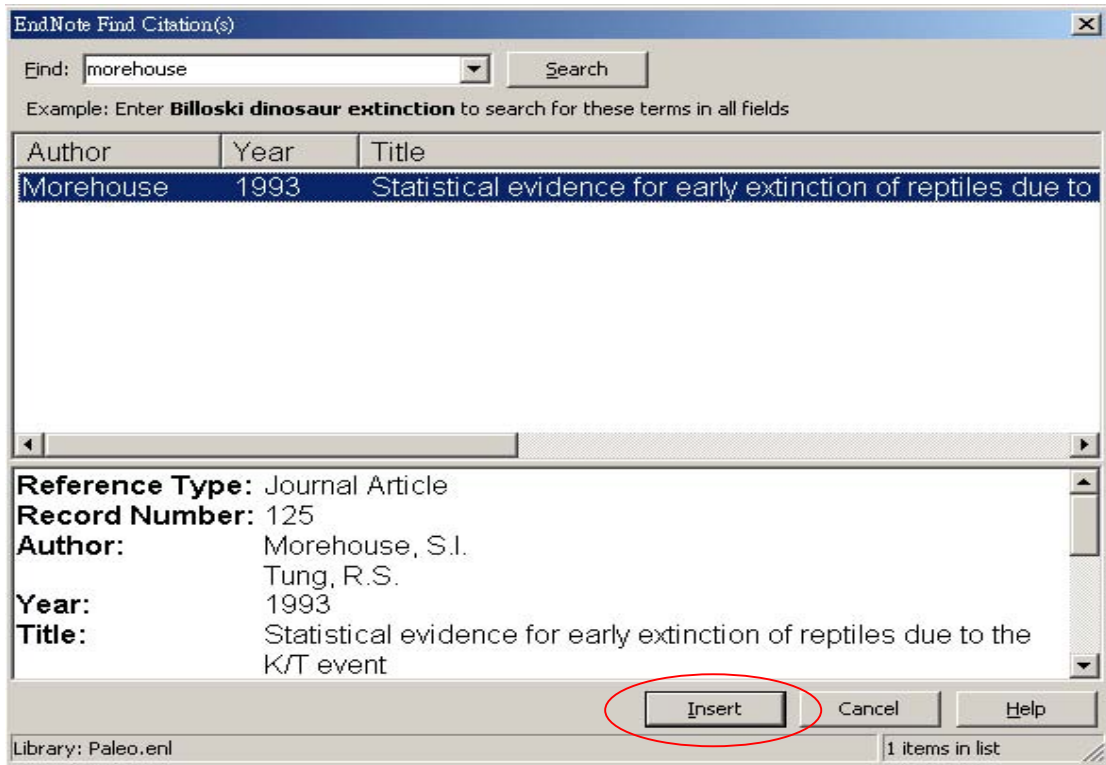 EndNote Find Citation(s)
Find: morehouse Search
Example: Enter Billoski dinosaur extinction to search for these terms in all fields
Author Year Title
Morehouse 1993 Statistical evidence for early extinction of reptiles due to
Reference Type: Journal Article
Record Number: 125
Author: Morehouse, S.I.
Tung, R.S.
Year: 1993
Title: Statistical evidence for early extinction of reptiles due to the
K/T event
Insert Cancel Help
Library: Paleo.enl 1 items in list